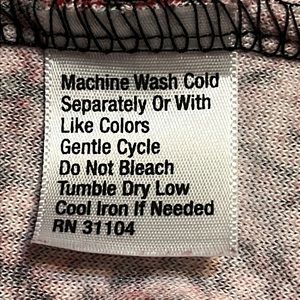 Machine Wash Cold
Separately Or With
Like Colors
Gentle Cycle
Do Not Bleach
Tumble Dry Low
Cool Iron If Needed
RN 31104